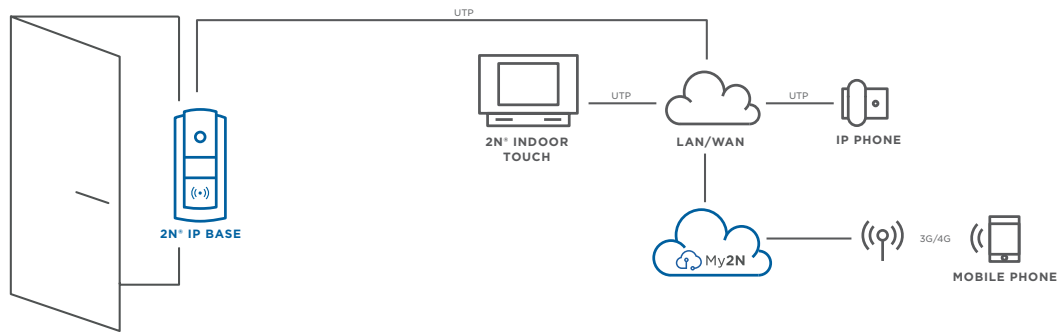 UTP
UTP
UTP
2N® INDOOR
TOUCH
LAN/WAN
IP PHONE
2N® IP BASE
My2N
3G/4G
MOBILE PHONE